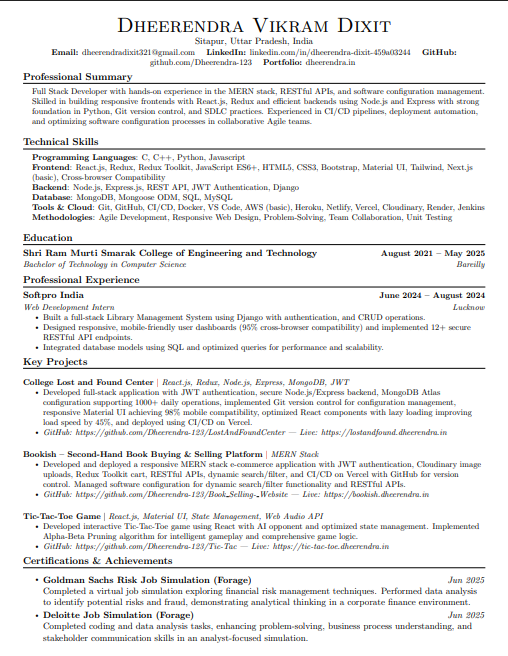 Dheerendra Vikram Dixit
Sitapur, Uttar Pradesh, India
Email: dheerendradixit321@gmail.com LinkedIn: linkedin.com/in/dheerendra-dixit-459a03244 GitHub:
github.com/Dheerendra-123 Portfolio: dheerendra.in
Professional Summary
Full Stack Developer with hands-on experience in the MERN stack, RESTful APIs, and software configuration management.
Skilled in building responsive frontends with React.js, Redux and efficient backends using Node.js and Express with strong
foundation in Python, Git version control, and SDLC practices. Experienced in CI/CD pipelines, deployment automation,
and optimizing software configuration processes in collaborative Agile teams.
Technical Skills
Programming Languages: C, C++, Python, Javascript
Frontend: React.js, Redux, Redux Toolkit, JavaScript ES6+, HTML5, CSS3, Bootstrap, Material UI, Tailwind, Next.js
(basic), Cross-browser Compatibility
Backend: Node.js, Express.js, REST API, JWT Authentication, Django
Database: MongoDB, Mongoose ODM, SQL, MySQL
Tools & Cloud: Git, GitHub, CI/CD, Docker, VS Code, AWS (basic), Heroku, Netlify, Vercel, Cloudinary, Render, Jenkins
Methodologies: Agile Development, Responsive Web Design, Problem-Solving, Team Collaboration, Unit Testing
Education
Shri Ram Murti Smarak College of Engineering and Technology August 2021 – May 2025
Bachelor of Technology in Computer Science Bareilly
Professional Experience
Softpro India June 2024 – August 2024
Web Development Intern Lucknow
• Built a full-stack Library Management System using Django with authentication, and CRUD operations.
• Designed responsive, mobile-friendly user dashboards (95% cross-browser compatibility) and implemented 12+ secure
RESTful API endpoints.
• Integrated database models using SQL and optimized queries for performance and scalability.
Key Projects
College Lost and Found Center | React.js, Redux, Node.js, Express, MongoDB, JWT
• Developed full-stack application with JWT authentication, secure Node.js/Express backend, MongoDB Atlas
configuration supporting 1000+ daily operations, implemented Git version control for configuration management,
responsive Material UI achieving 98% mobile compatibility, optimized React components with lazy loading improving
load speed by 45%, and deployed using CI/CD on Vercel.
• GitHub: https://github.com/Dheerendra-123/LostAndFoundCenter — Live: https://lostandfound.dheerendra.in
Bookish – Second-Hand Book Buying & Selling Platform | MERN Stack
• Developed and deployed a responsive MERN stack e-commerce application with JWT authentication, Cloudinary image
uploads, Redux Toolkit cart, RESTful APIs, dynamic search/filter, and CI/CD on Vercel with GitHub for version
control. Managed software configuration for dynamic search/filter functionality and RESTful APIs.
• GitHub: https://github.com/Dheerendra-123/Book_Selling_Website — Live: https://bookish.dheerendra.in
Tic-Tac-Toe Game | React.js, Material UI, State Management, Web Audio API
• Developed interactive Tic-Tac-Toe game using React with AI opponent and optimized state management. Implemented
Alpha-Beta Pruning algorithm for intelligent gameplay and comprehensive game logic.
• GitHub: https://github.com/Dheerendra-123/Tic-Tac — Live: https://tic-tac-toe.dheerendra.in
Certifications & Achievements
• Goldman Sachs Risk Job Simulation (Forage) Jun 2025
Completed a virtual job simulation exploring financial risk management techniques. Performed data analysis
to identify potential risks and fraud, demonstrating analytical thinking in a corporate finance environment.
• Deloitte Job Simulation (Forage) Jun 2025
Completed coding and data analysis tasks, enhancing problem-solving, business process understanding, and
stakeholder communication skills in an analyst-focused simulation.